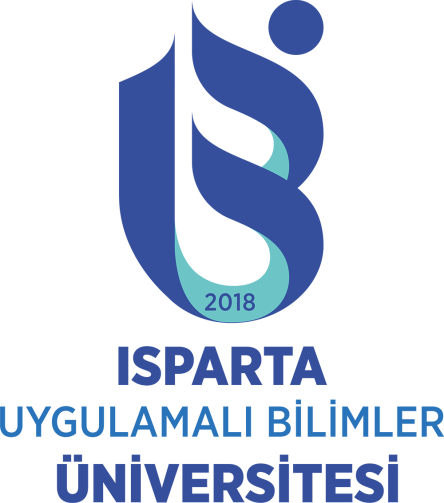 2018
ISPARTA
UYGULAMALI BİLİMLER
ÜNİVERSİTESİ